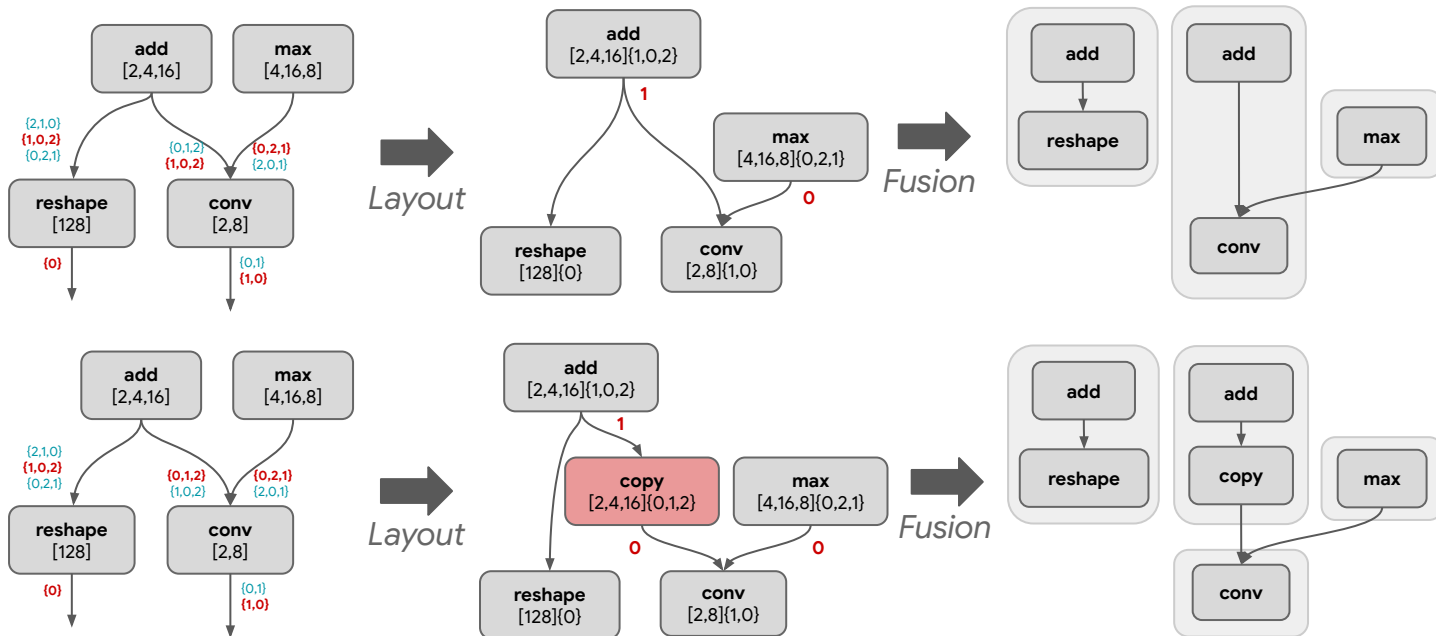 add
[2,4,16]
max
[4,16,8]
{2,1,0}
{1,0,2}
{0,2,1}
{0,1,2}
{1,0,2}
{0,2,1}
{2,0,1}
reshape
[128]
conv
[2,8]
{0}
{0,1}
{1,0}
Layout
add
[2,4,16]{1,0,2}
1
max
[4,16,8]{0,2,1}
0
reshape
[128]{0}
conv
[2,8]{1,0}
Fusion
add
reshape
add
max
conv
add
[2,4,16]
max
[4,16,8]
{2,1,0}
{1,0,2}
{0,2,1}
{0,1,2}
{1,0,2}
{0,2,1}
{2,0,1}
reshape
[128]
conv
[2,8]
{0}
{0,1}
{1,0}
Layout
add
[2,4,16]{1,0,2}
1
copy
[2,4,16]{0,1,2}
max
[4,16,8]{0,2,1}
0
0
reshape
[128]{0}
conv
[2,8]{1,0}
Fusion
add
reshape
add
copy
max
conv